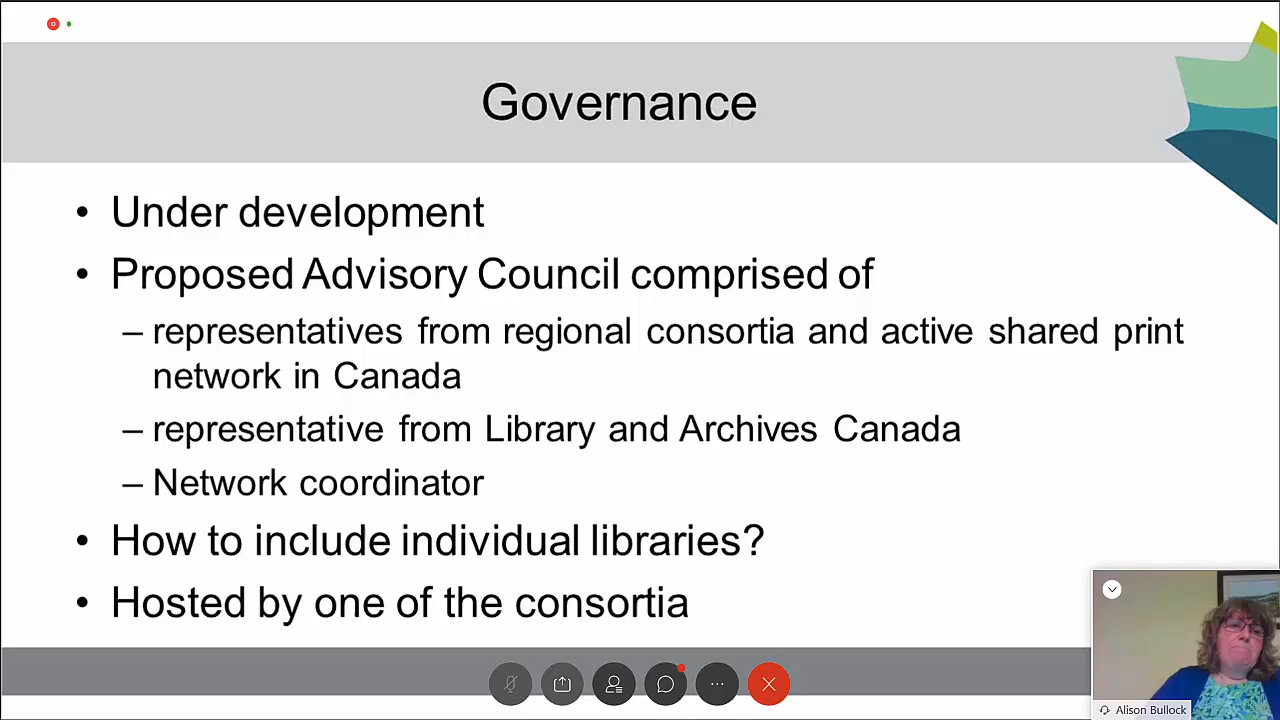 Governance
• Under development
• Proposed Advisory Council comprised of
– representatives from regional consortia and active shared print
network in Canada
– representative from Library and Archives Canada
– Network coordinator
• How to include individual libraries?
• Hosted by one of the consortia
Alison Bullock